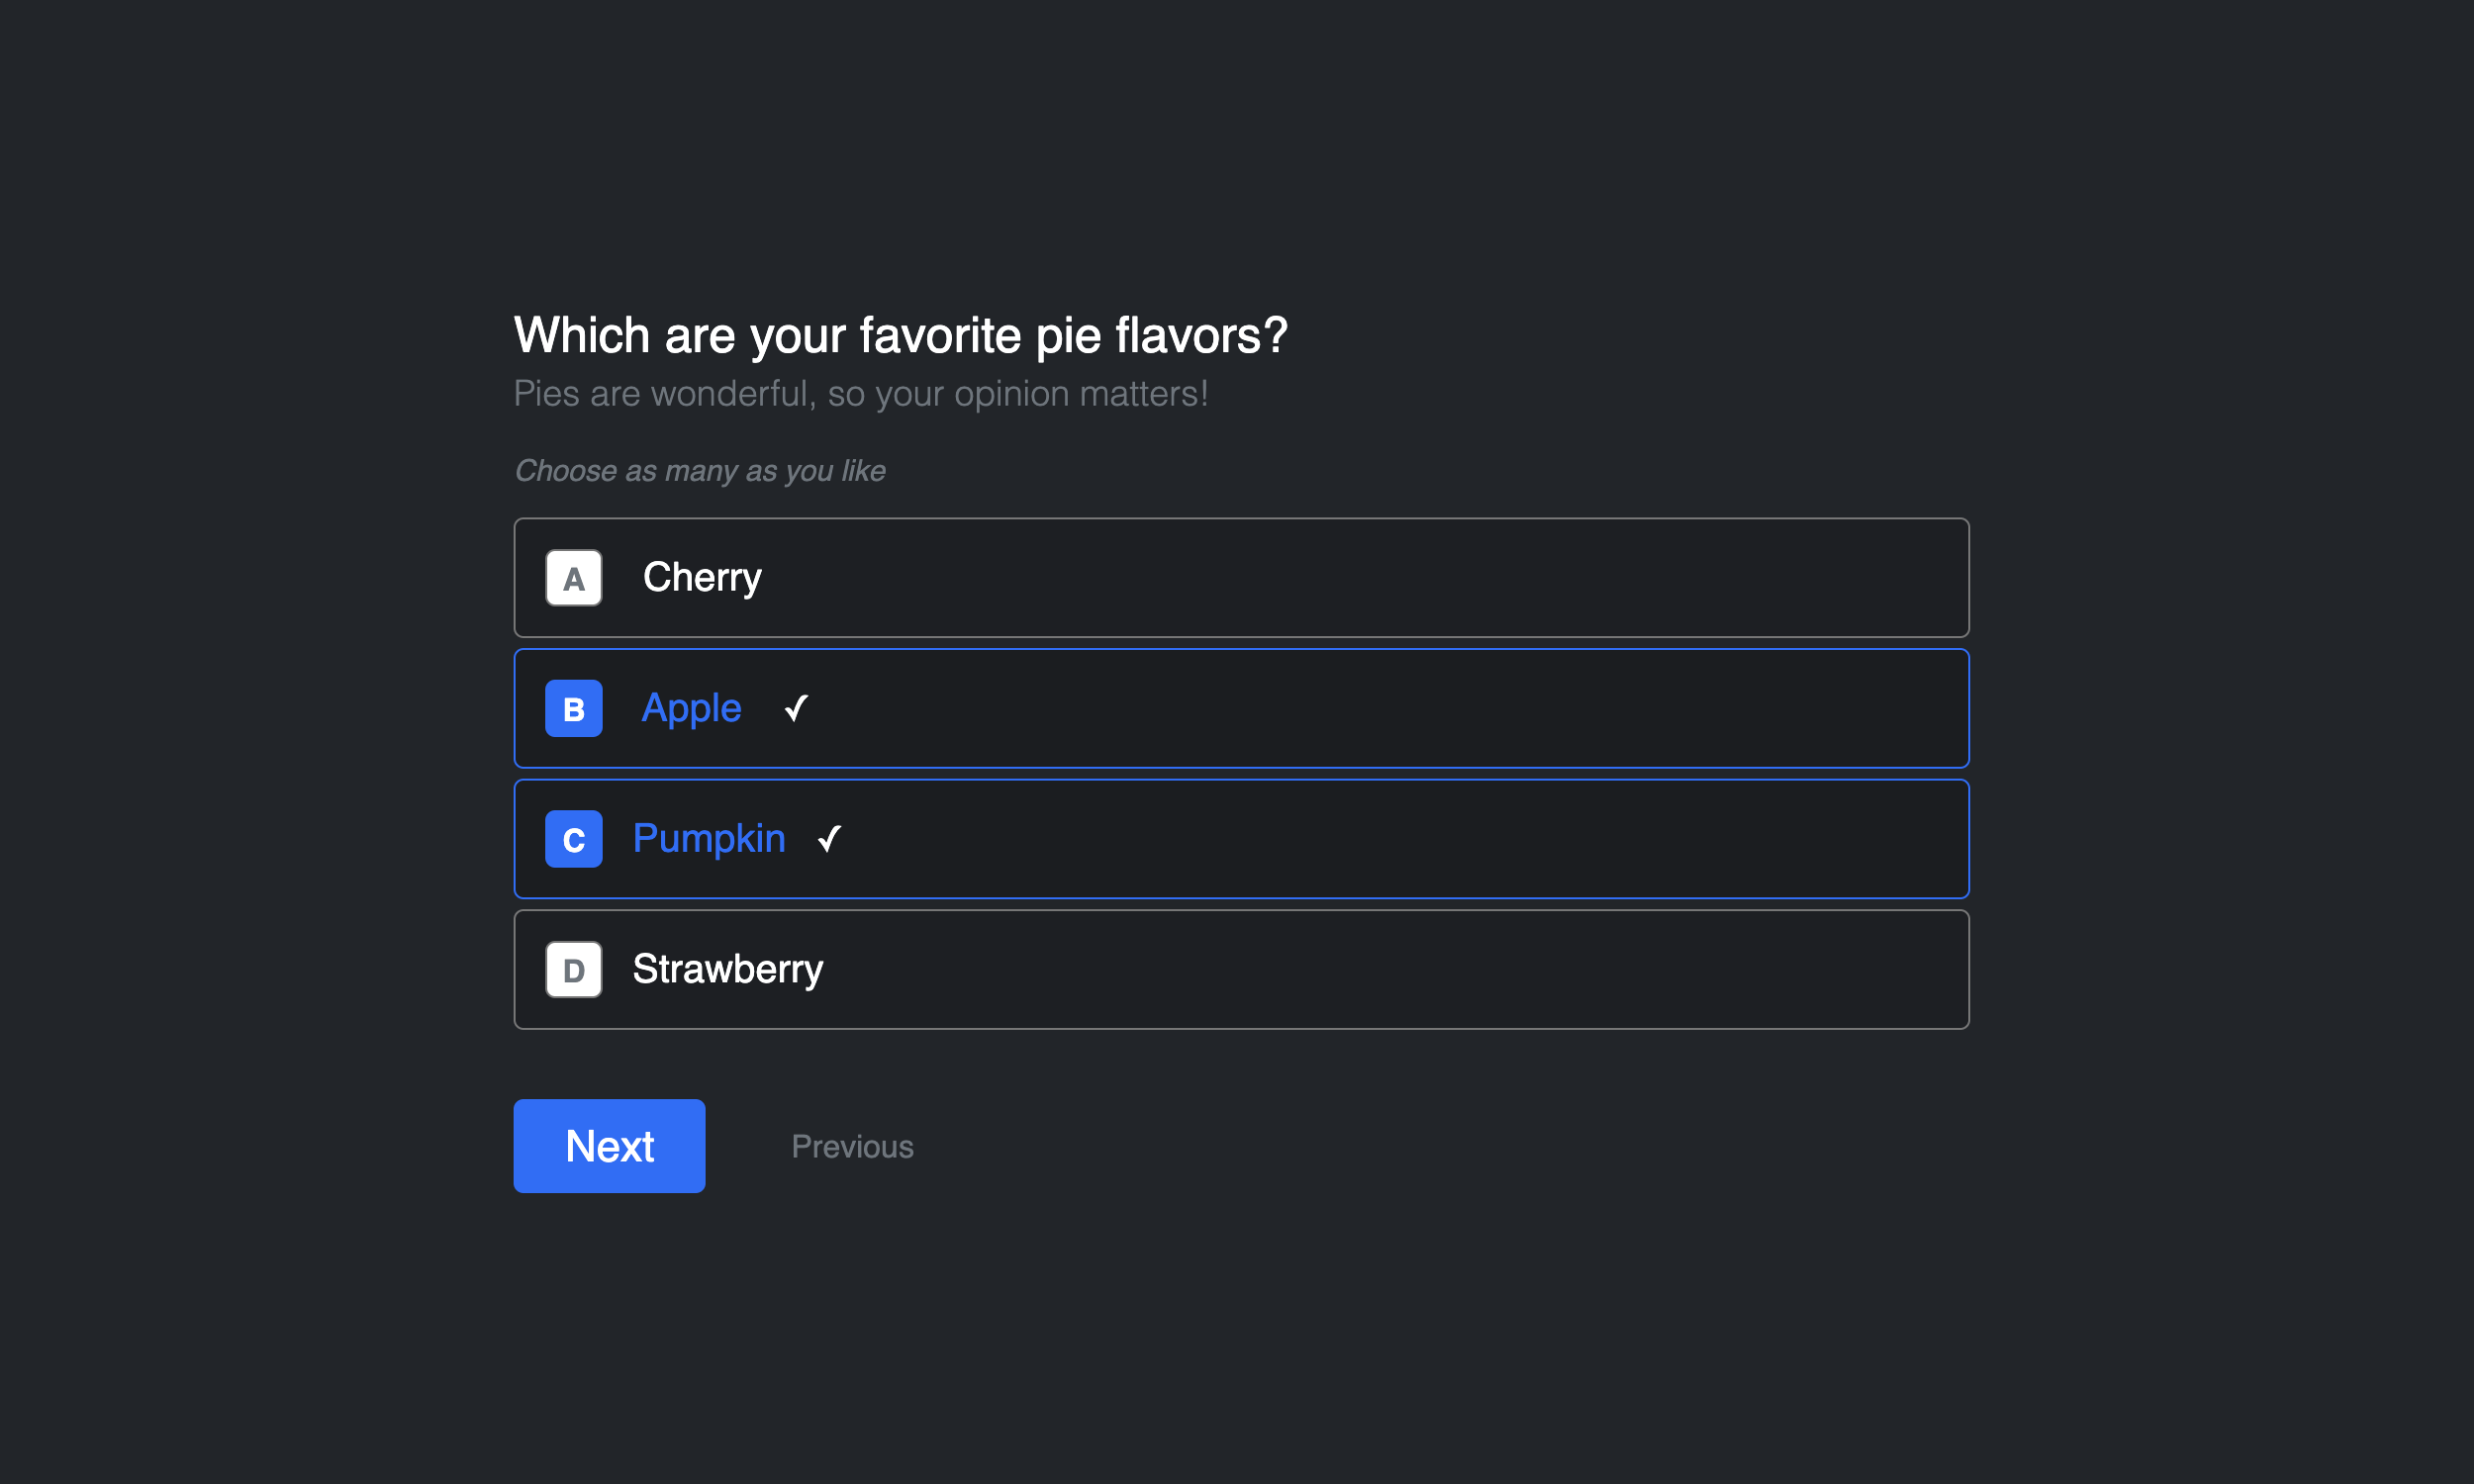 Which are your favorite pie flavors?
Pies are wonderful, so your opinion matters!
Choose as many as you like
A Cherry
B Apple ✓
C Pumpkin ✓
D Strawberry
Next Previous